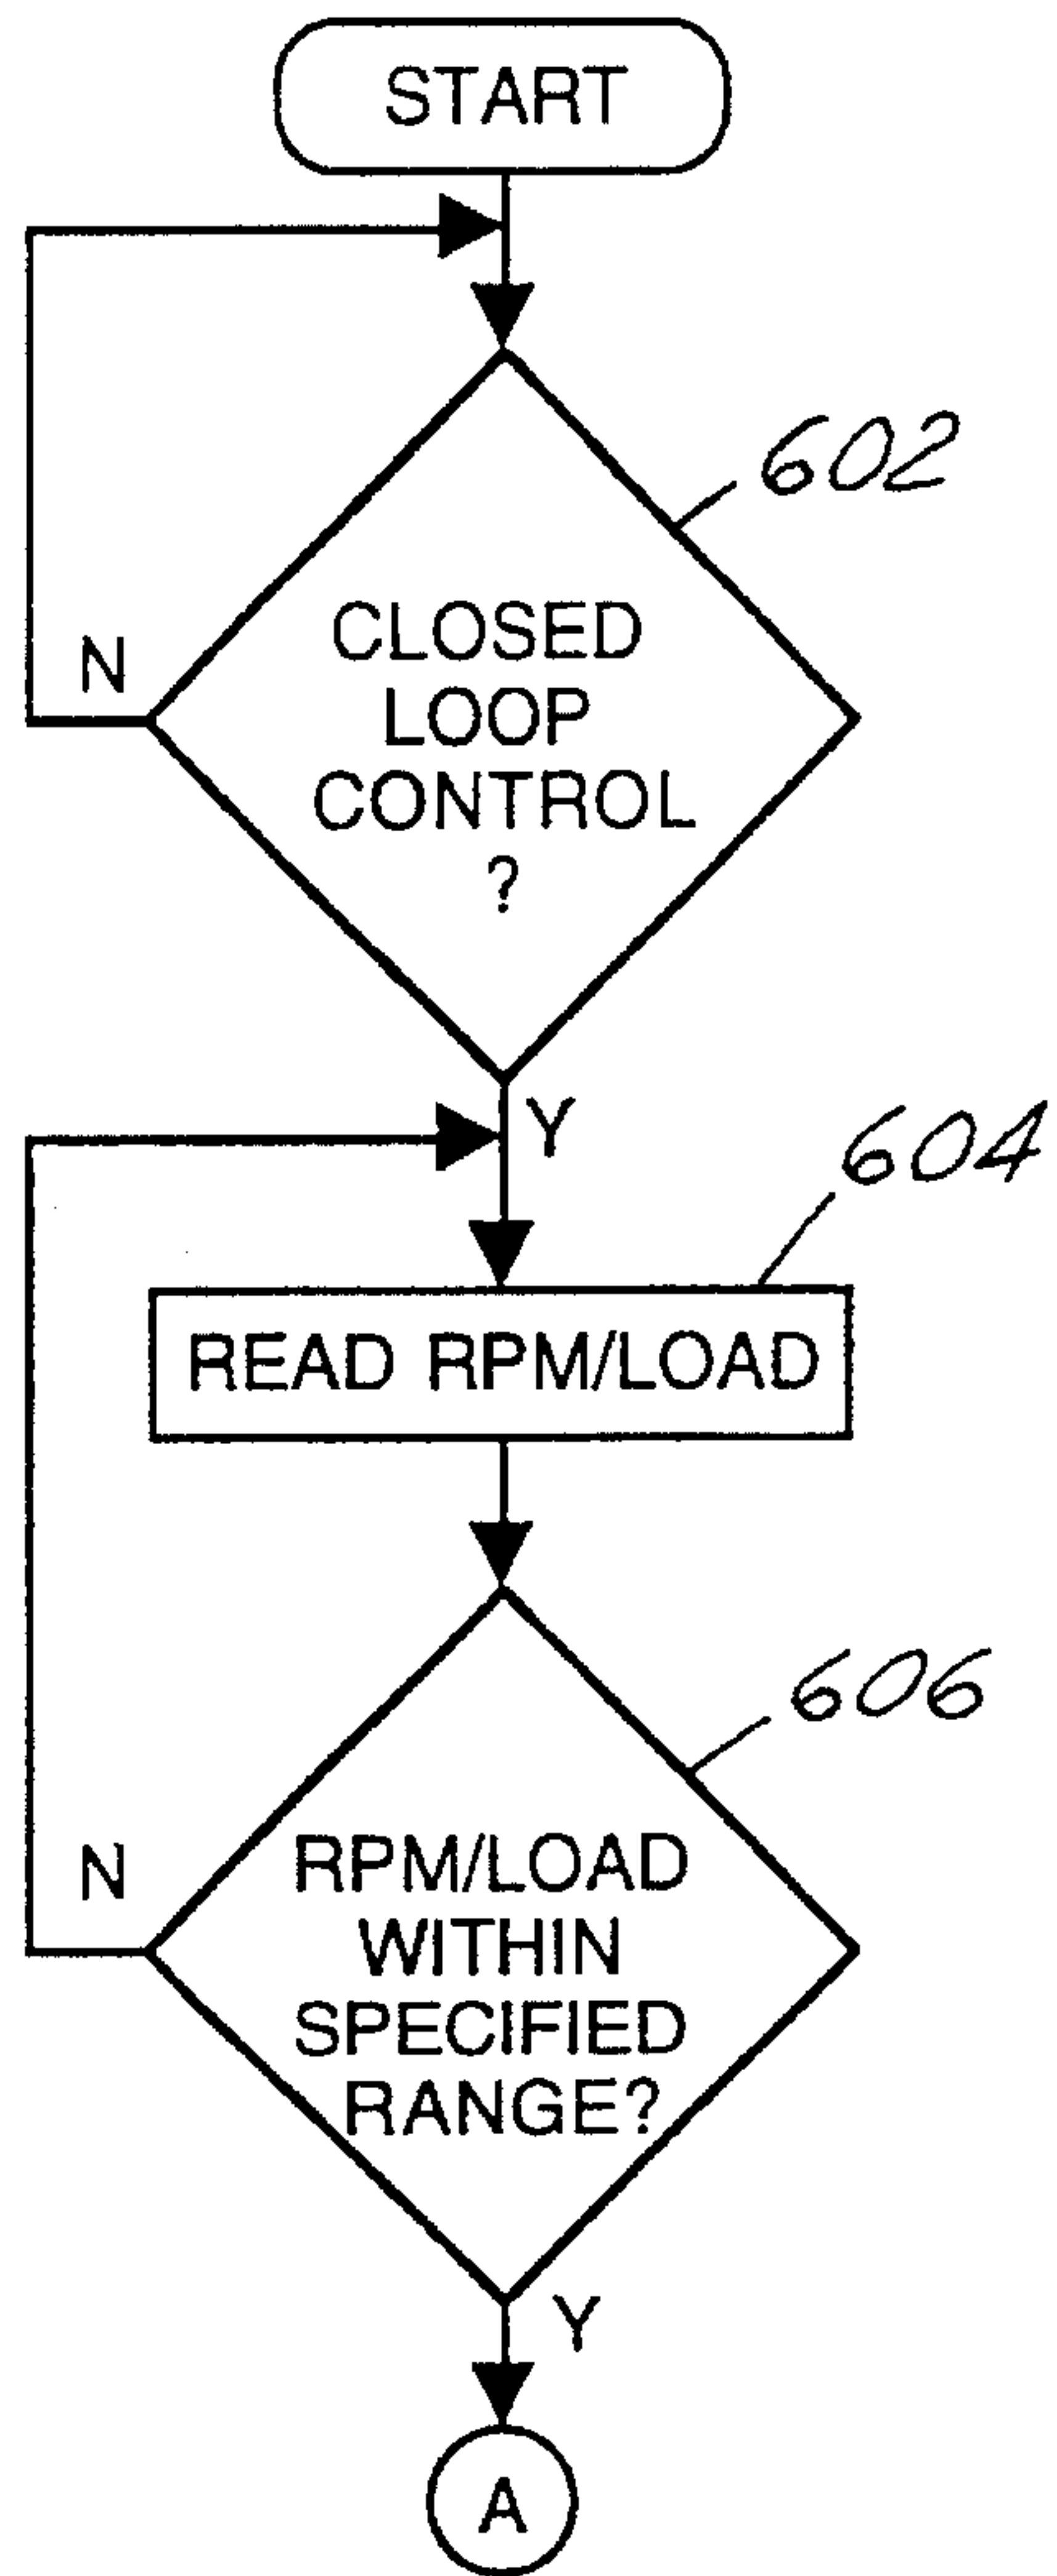 START
602
CLOSED
LOOP
CONTROL
?
N
Y
604
READ RPM/LOAD
606
RPM/LOAD
WITHIN
SPECIFIED
RANGE?
N
Y
A